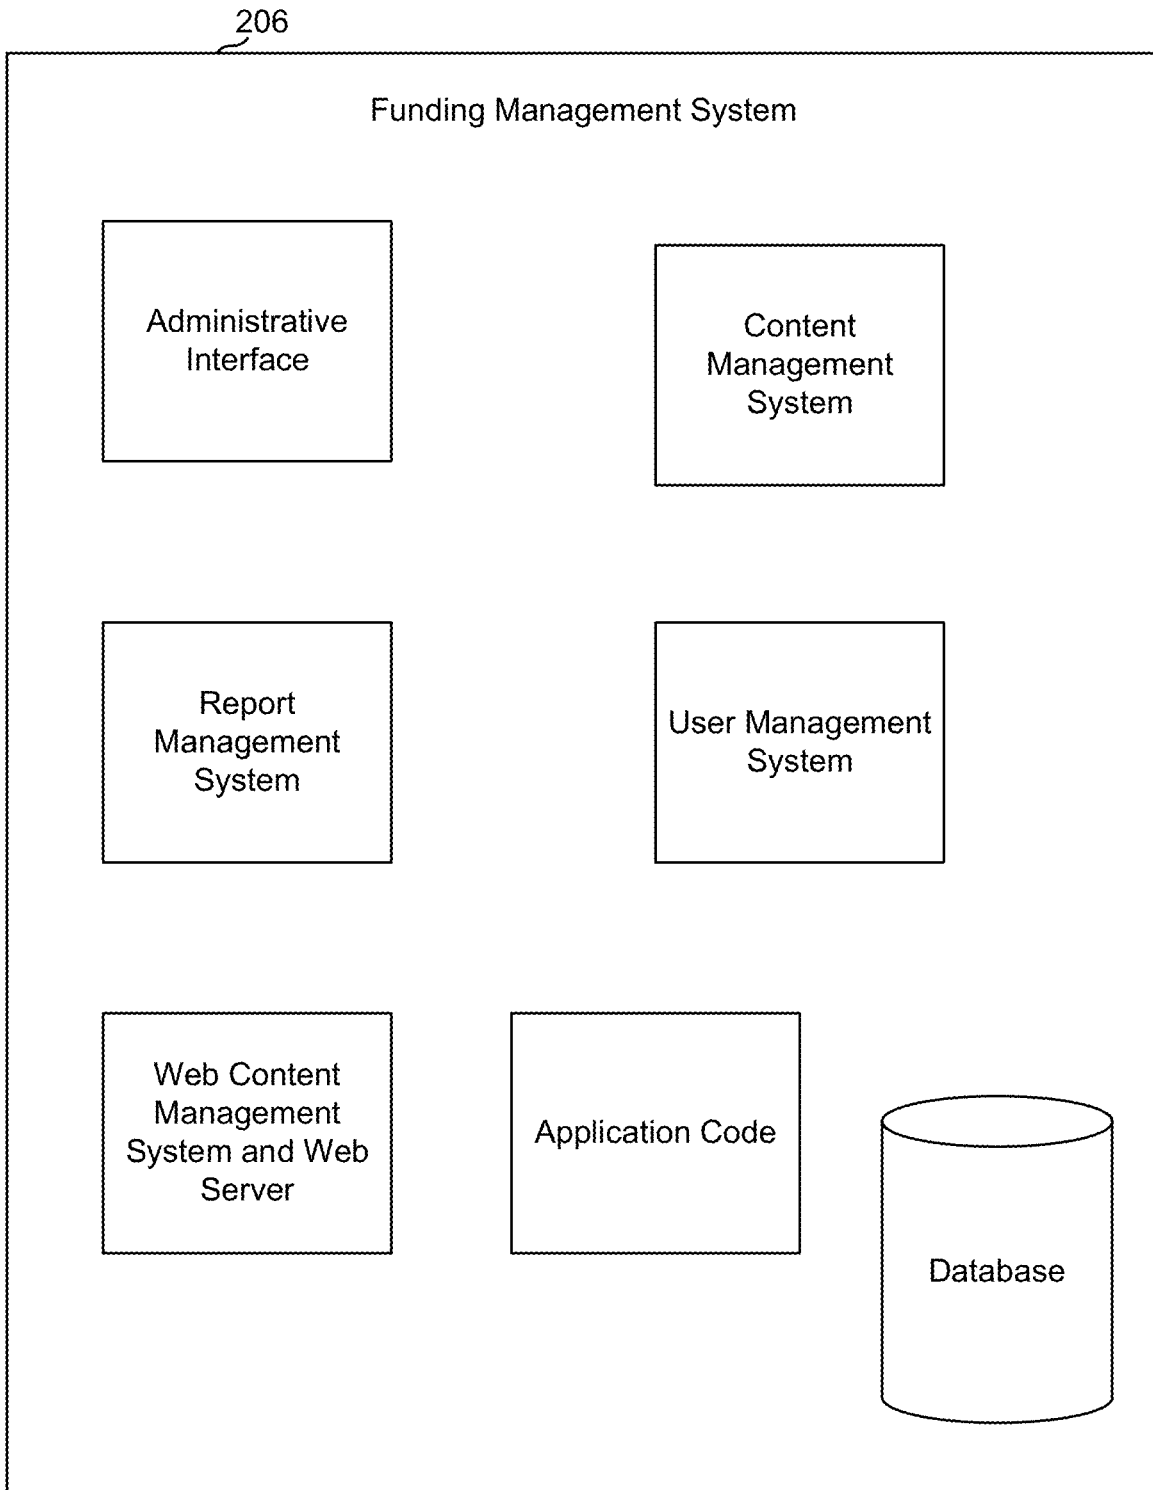 206
Funding Management System
Administrative
Interface
Content
Management
System
Report
Management
System
User Management
System
Web Content
Management
System and Web
Server
Application Code
Database